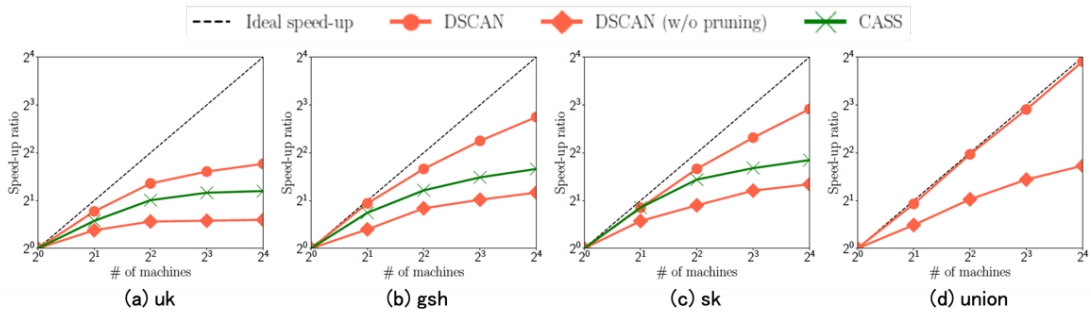 Ideal speed-up DSCAN DSCAN (w/o pruning) CASS
2^4 2^4 2^4 2^4
2^3 2^3 2^3 2^3
2^2 2^2 2^2 2^2
2^1 2^1 2^1 2^1
2^0 2^0 2^0 2^0
Speed-up ratio Speed-up ratio Speed-up ratio Speed-up ratio
2^0 2^1 2^2 2^3 2^4 2^0 2^1 2^2 2^3 2^4 2^0 2^1 2^2 2^3 2^4 2^0 2^1 2^2 2^3 2^4
# of machines # of machines # of machines # of machines
(a) uk (b) gsh (c) sk (d) union